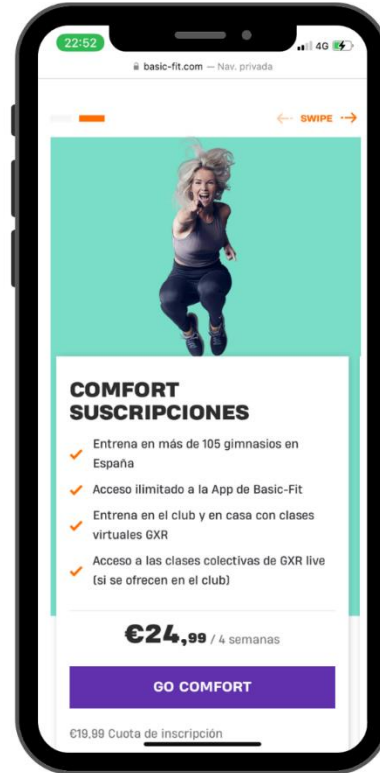 22:52
4G
basic-fit.com — Nav. privada
SWIPE
COMFORT
SUSCRIPCIONES
Entrena en más de 105 gimnasios en
España
Acceso ilimitado a la App de Basic-Fit
Entrena en el club y en casa con clases
virtuales GXR
Acceso a las clases colectivas de GXR live
(si se ofrecen en el club)
€24,99 / 4 semanas
GO COMFORT
€19,99 Cuota de inscripción